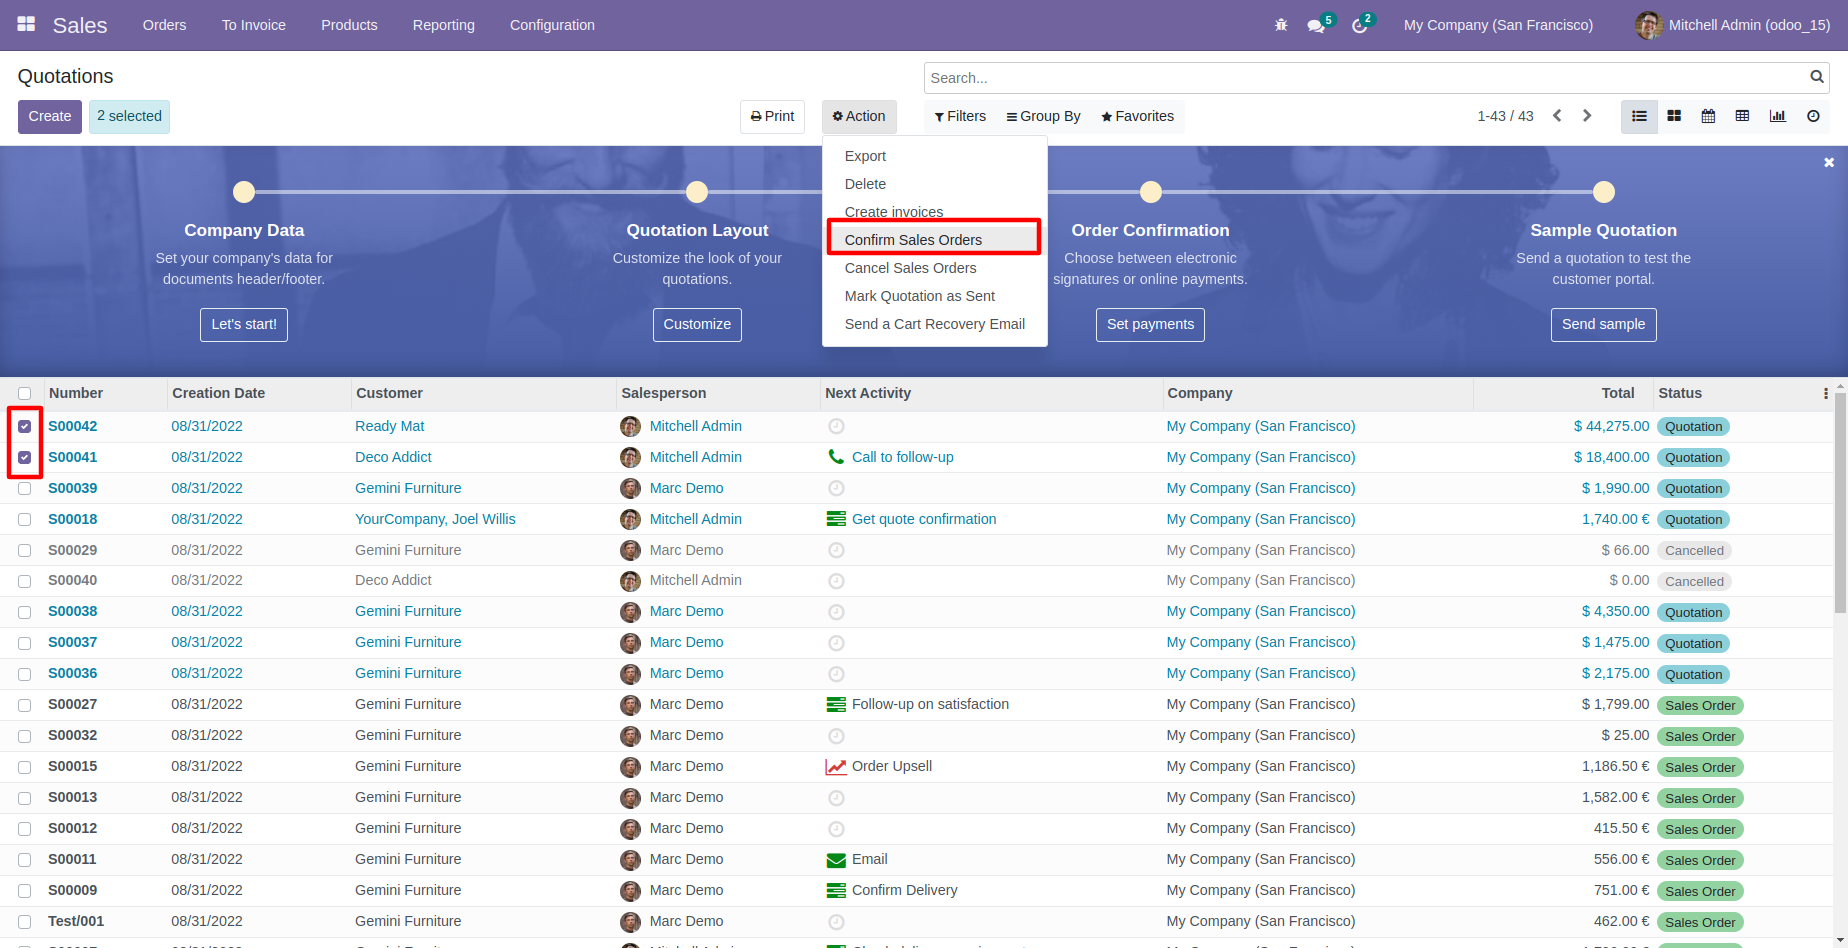 Sales Orders To Invoice Products Reporting Configuration 5 2 My Company (San Francisco) Mitchell Admin (odoo_15)
Quotations
Search...
Create 2 selected Print Action Filters Group By Favorites 1-43 / 43
Export
Delete
Create invoices
Confirm Sales Orders
Cancel Sales Orders
Mark Quotation as Sent
Send a Cart Recovery Email
Company Data
Set your company's data for
documents header/footer.
Let's start!
Quotation Layout
Customize the look of your
quotations.
Customize
Order Confirmation
Choose between electronic
signatures or online payments.
Set payments
Sample Quotation
Send a quotation to test the
customer portal.
Send sample
Number Creation Date Customer Salesperson Next Activity Company Total Status
S00042 08/31/2022 Ready Mat Mitchell Admin My Company (San Francisco) $ 44,275.00 Quotation
S00041 08/31/2022 Deco Addict Mitchell Admin Call to follow-up My Company (San Francisco) $ 18,400.00 Quotation
S00039 08/31/2022 Gemini Furniture Marc Demo My Company (San Francisco) $ 1,990.00 Quotation
S00018 08/31/2022 YourCompany, Joel Willis Mitchell Admin Get quote confirmation My Company (San Francisco) 1,740.00 € Quotation
S00029 08/31/2022 Gemini Furniture Marc Demo My Company (San Francisco) $ 66.00 Cancelled
S00040 08/31/2022 Deco Addict Mitchell Admin My Company (San Francisco) $ 0.00 Cancelled
S00038 08/31/2022 Gemini Furniture Marc Demo My Company (San Francisco) $ 4,350.00 Quotation
S00037 08/31/2022 Gemini Furniture Marc Demo My Company (San Francisco) $ 1,475.00 Quotation
S00036 08/31/2022 Gemini Furniture Marc Demo My Company (San Francisco) $ 2,175.00 Quotation
S00027 08/31/2022 Gemini Furniture Marc Demo Follow-up on satisfaction My Company (San Francisco) $ 1,799.00 Sales Order
S00032 08/31/2022 Gemini Furniture Marc Demo My Company (San Francisco) $ 25.00 Sales Order
S00015 08/31/2022 Gemini Furniture Marc Demo Order Upsell My Company (San Francisco) 1,186.50 € Sales Order
S00013 08/31/2022 Gemini Furniture Marc Demo My Company (San Francisco) 1,582.00 € Sales Order
S00012 08/31/2022 Gemini Furniture Marc Demo My Company (San Francisco) 415.50 € Sales Order
S00011 08/31/2022 Gemini Furniture Marc Demo Email My Company (San Francisco) 556.00 € Sales Order
S00009 08/31/2022 Gemini Furniture Marc Demo Confirm Delivery My Company (San Francisco) 751.00 € Sales Order
Test/001 08/31/2022 Gemini Furniture Marc Demo My Company (San Francisco) 462.00 € Sales Order